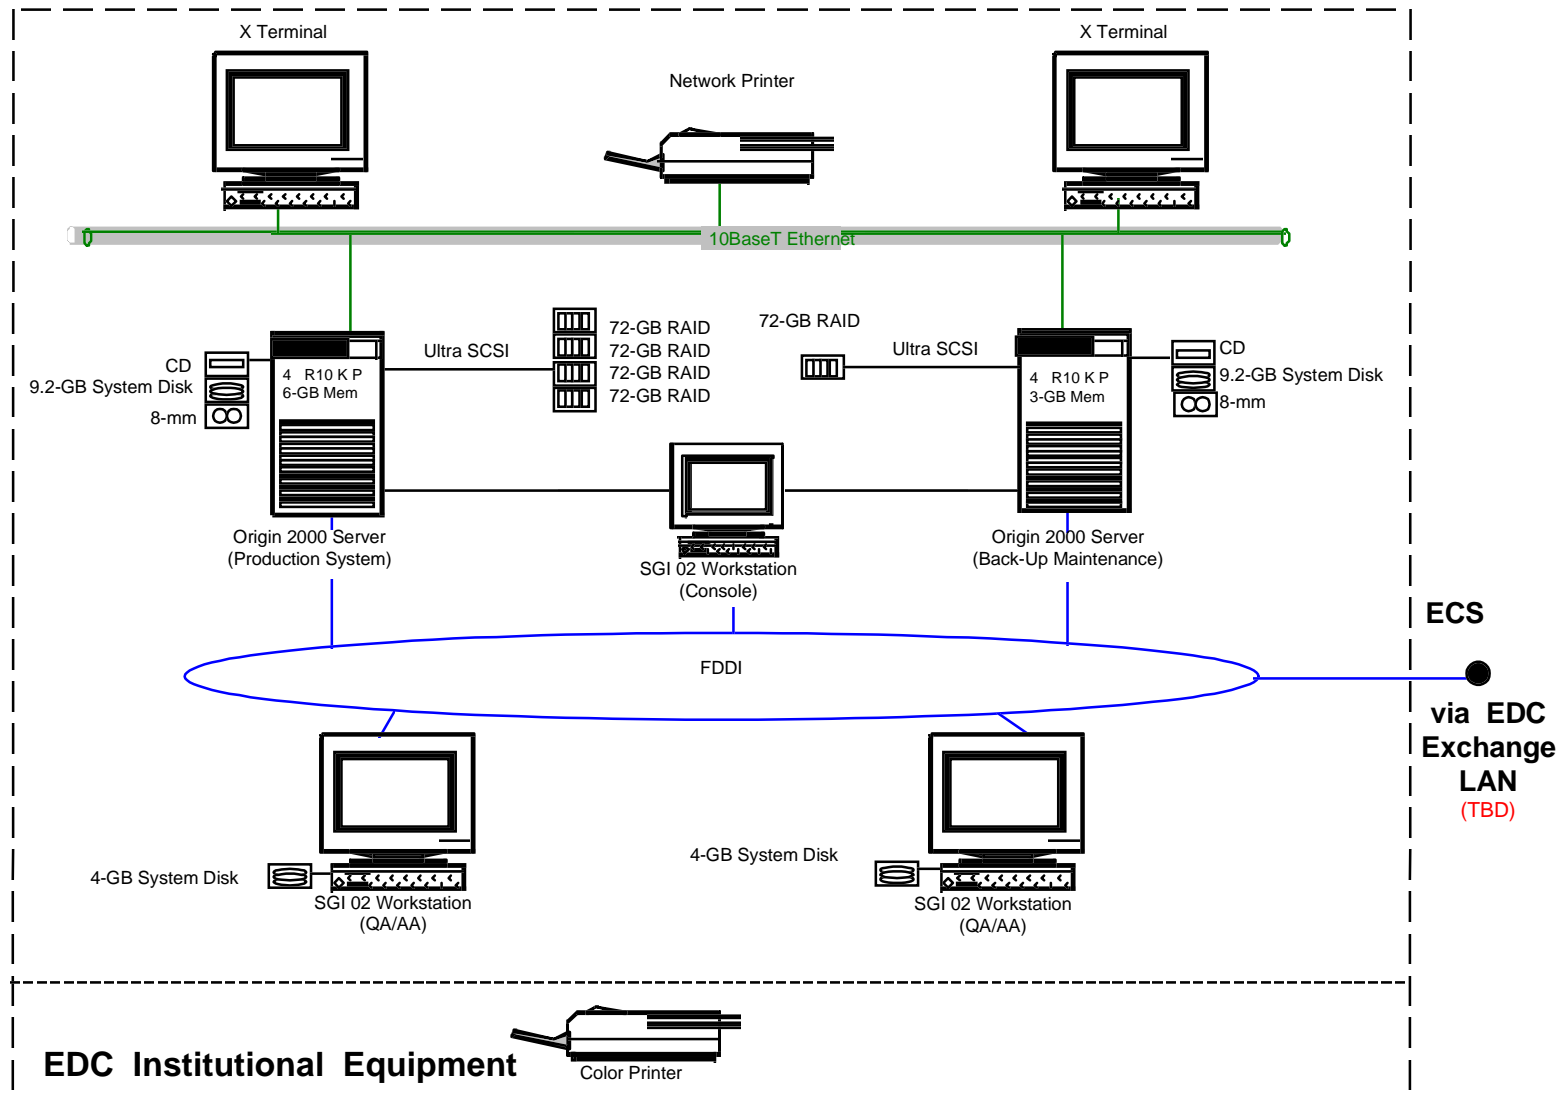 X Terminal
X Terminal
Network Printer
10BaseT Ethernet
72-GB RAID
72-GB RAID
72-GB RAID
72-GB RAID
Ultra SCSI
72-GB RAID
Ultra SCSI
CD
9.2-GB System Disk
8-mm
4 R10 K P
6-GB Mem
4 R10 K P
3-GB Mem
CD
9.2-GB System Disk
8-mm
Origin 2000 Server
(Production System)
SGI 02 Workstation
(Console)
Origin 2000 Server
(Back-Up Maintenance)
ECS
FDDI
via EDC
Exchange
LAN
(TBD)
4-GB System Disk
SGI 02 Workstation
(QA/AA)
4-GB System Disk
SGI 02 Workstation
(QA/AA)
EDC Institutional Equipment
Color Printer